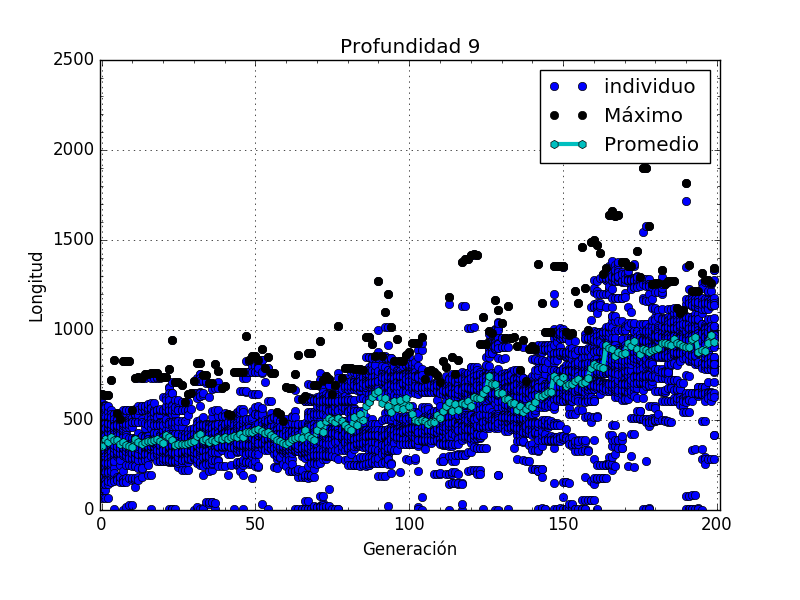 Profundidad 9
2500
2000
1500
1000
500
0
Longitud
individuo
Máximo
Promedio
0 50 100 150 200
Generación